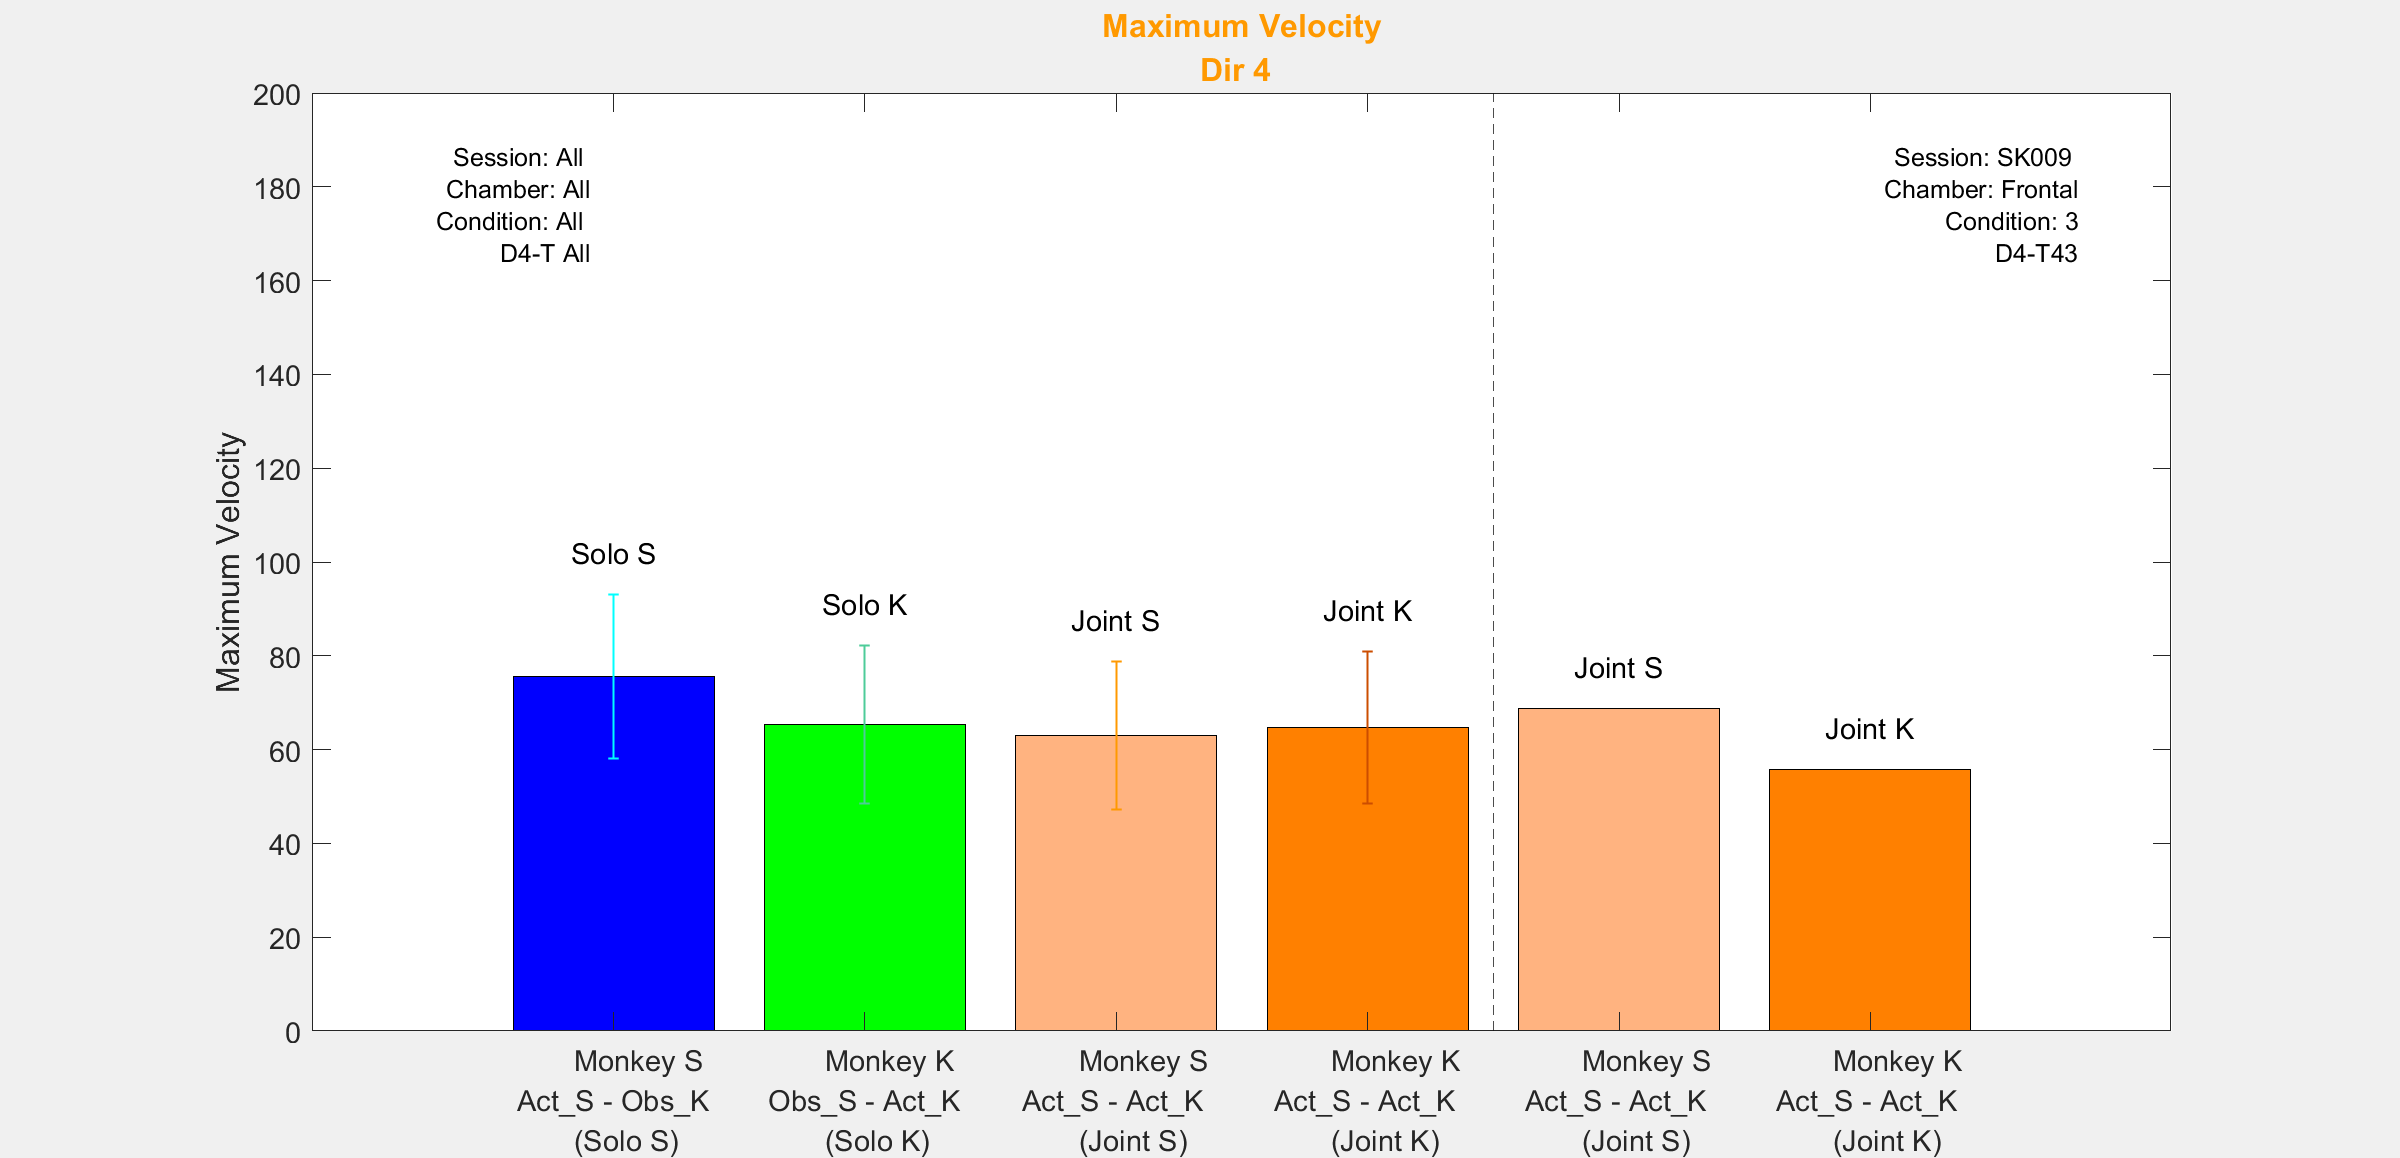 Maximum Velocity
Dir 4
200
180
160
140
120
100
80
60
40
20
0
Maximum Velocity
Session: All
Chamber: All
Condition: All
D4-T All
Session: SK009
Chamber: Frontal
Condition: 3
D4-T43
Solo S
Solo K
Joint S
Joint K
Joint S
Joint K
Monkey S
Act_S - Obs_K
(Solo S)
Monkey K
Obs_S - Act_K
(Solo K)
Monkey S
Act_S - Act_K
(Joint S)
Monkey K
Act_S - Act_K
(Joint K)
Monkey S
Act_S - Act_K
(Joint S)
Monkey K
Act_S - Act_K
(Joint K)